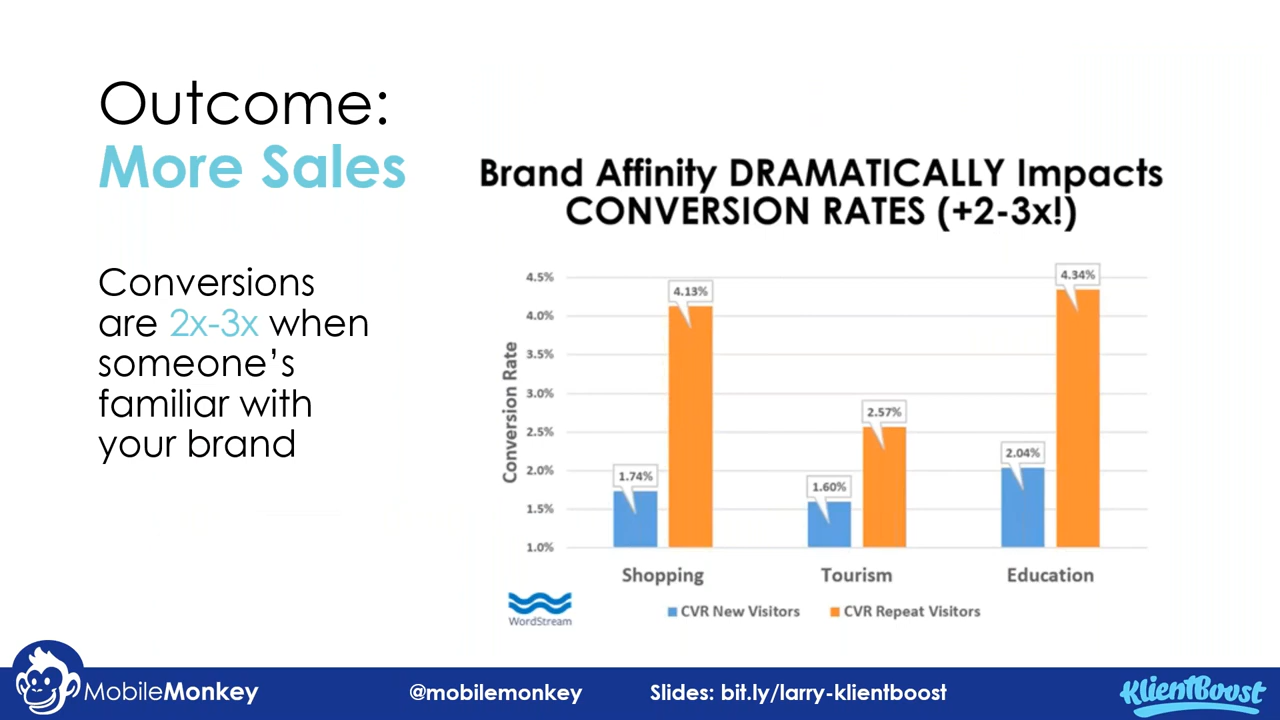 Outcome:
More Sales
Conversions
are 2x-3x when
someone's
familiar with
your brand
Brand Affinity DRAMATICALLY Impacts
CONVERSION RATES (+2-3x!)
Conversion Rate
4.5%
4.0%
3.5%
3.0%
2.5%
2.0%
1.5%
1.0%
1.74%
4.13%
1.60%
2.57%
2.04%
4.34%
Shopping
Tourism
Education
CVR New Visitors
CVR Repeat Visitors
WordStream
MobileMonkey
@mobilemonkey
Slides: bit.ly/larry-klientboost
KlientBoost